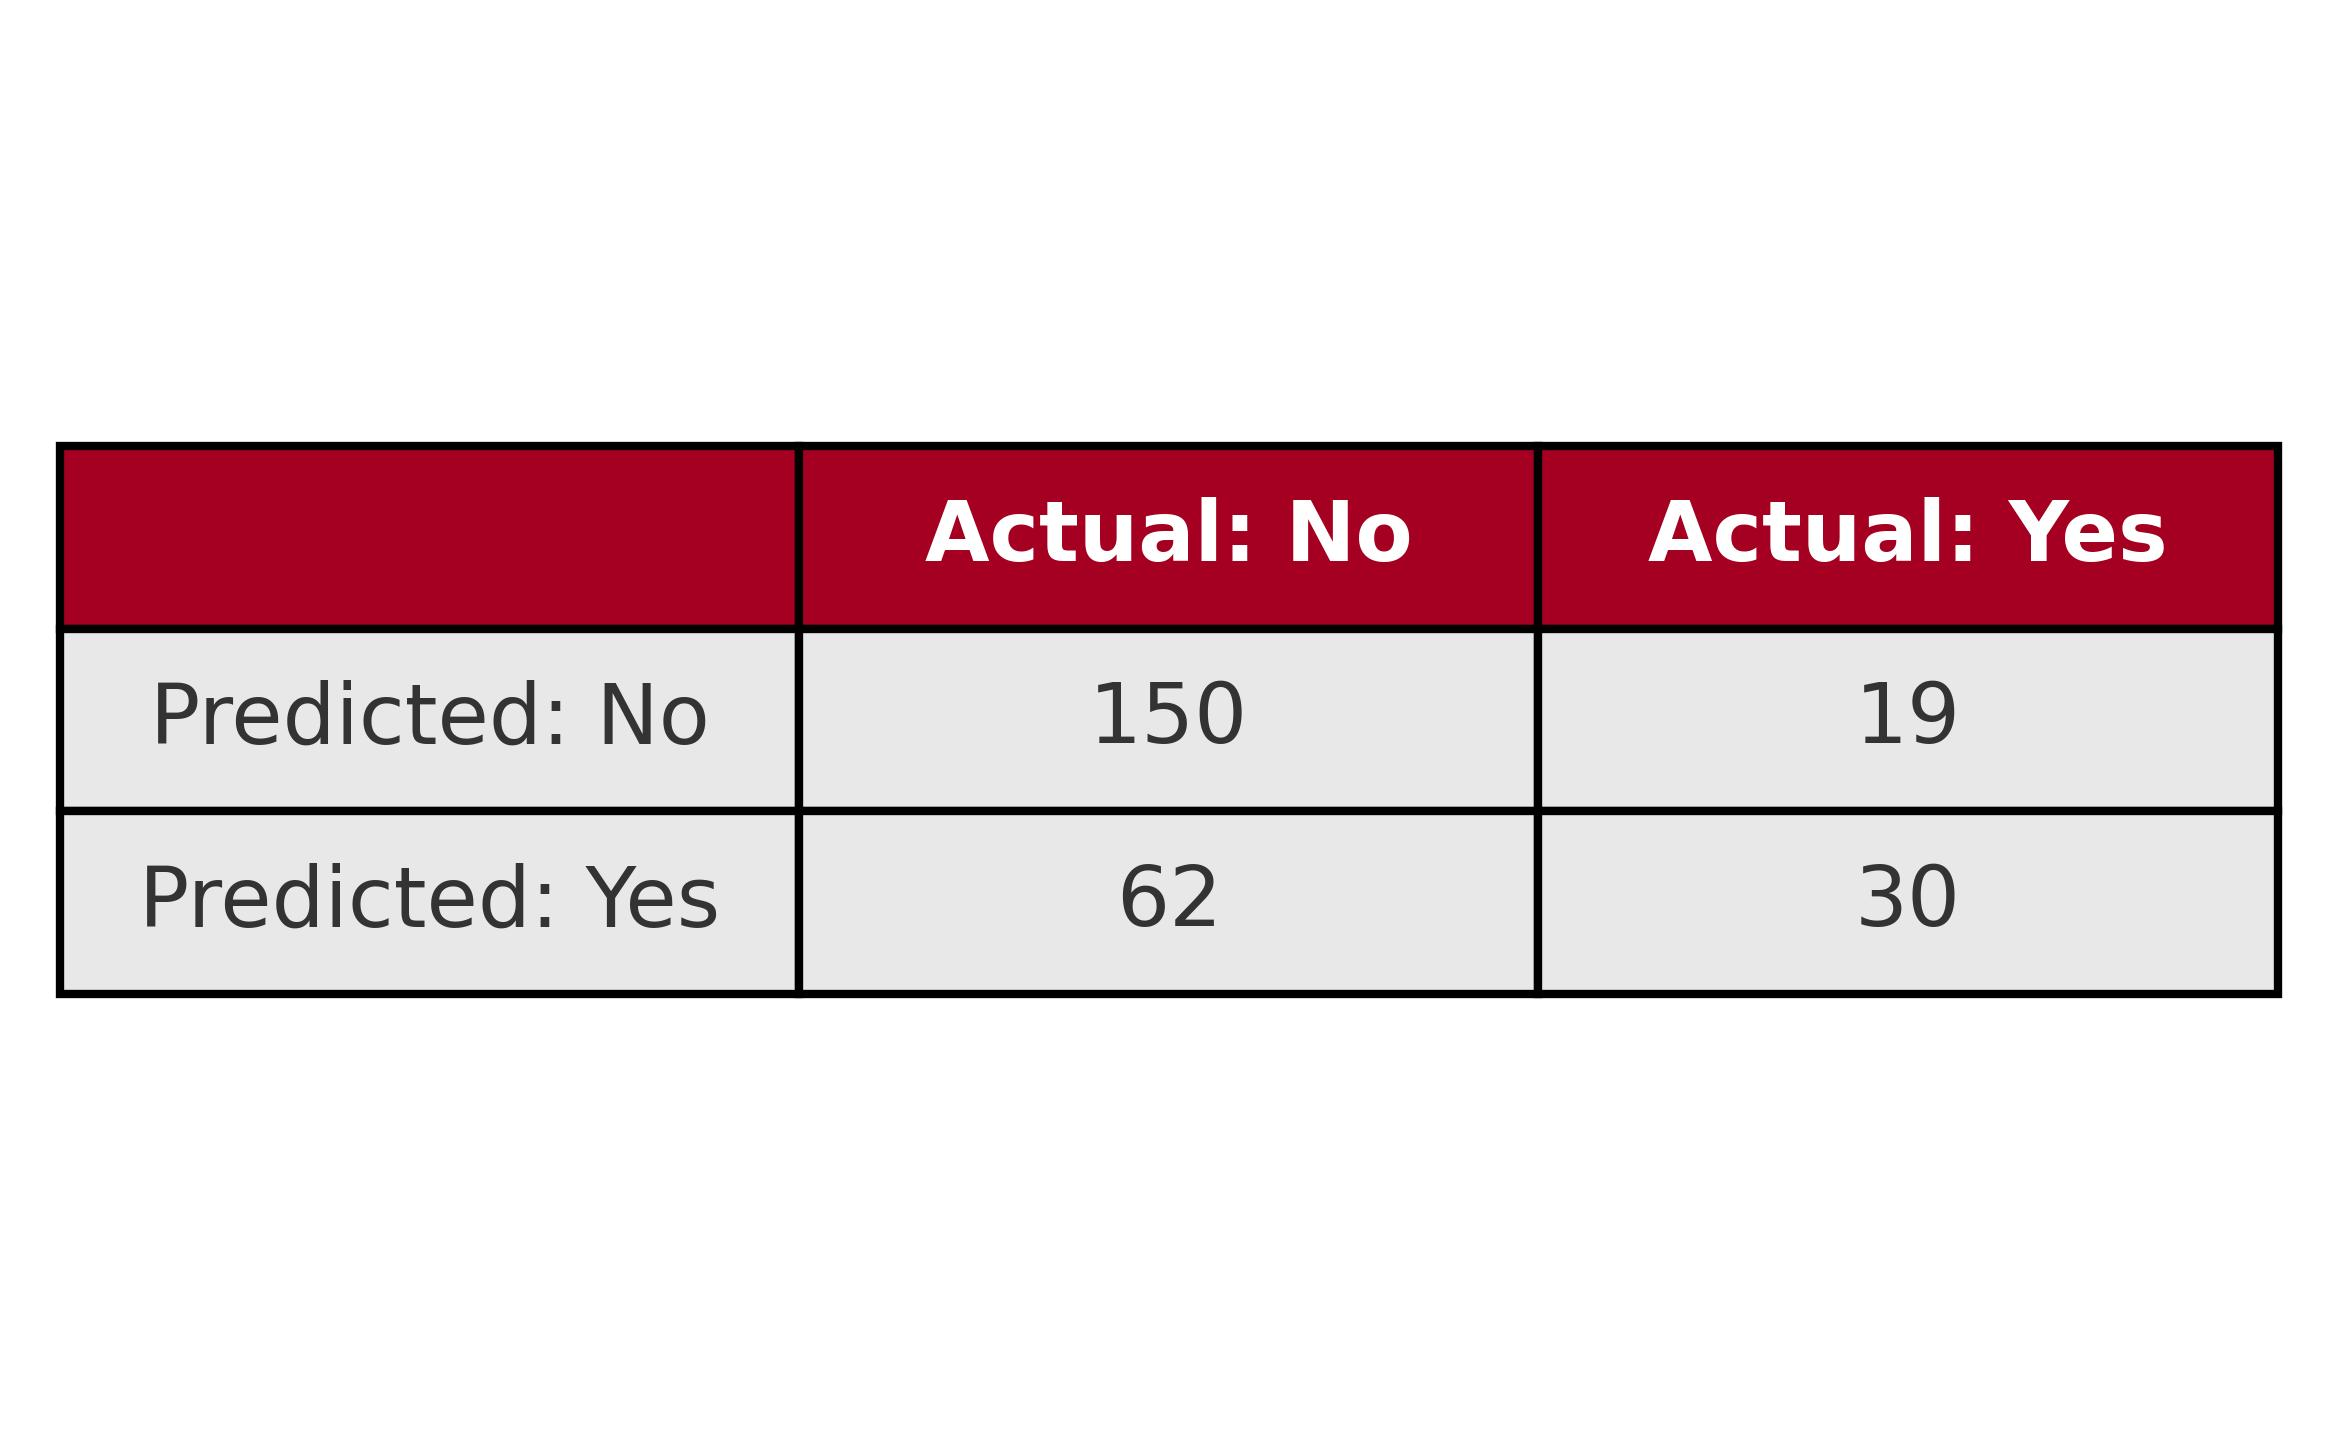 Actual: No Actual: Yes
Predicted: No 150 19
Predicted: Yes 62 30